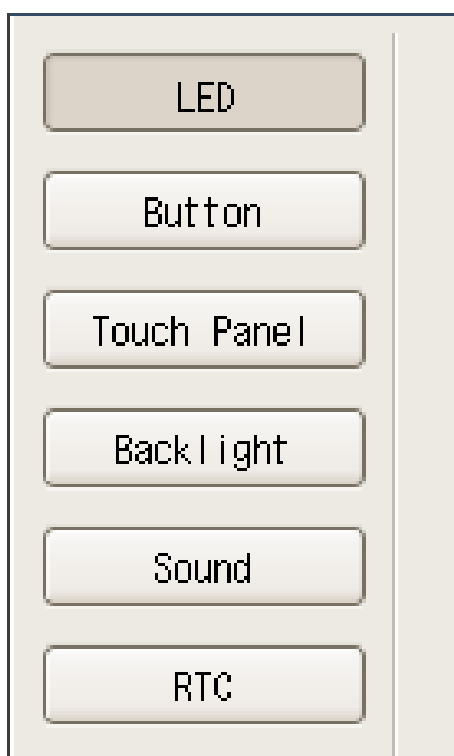 LED
Button
Touch Panel
Backlight
Sound
RTC